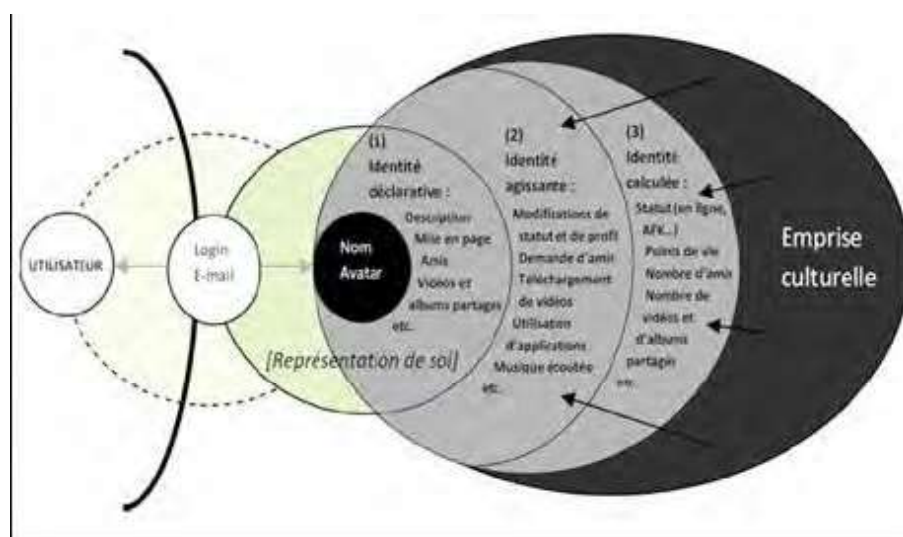 UTILISATEUR
Login
E-mail
Nom
Avatar
[Représentation de soi]
(1)
Identité
déclarative :
Description
Mise en page
Amis
Vidéos et
albums partagés
etc.
(2)
Identité
agissante :
Modifications de
statut et de profil
Demande d'amis
Téléchargement
de vidéos
Utilisation
d'applications
Musique écoutée
etc.
(3)
Identité
calculée :
Statut (en ligne,
AFK...)
Points de vie
Nombre d'amis
Nombre de
vidéos et
d'albums
partagés
etc.
Emprise
culturelle